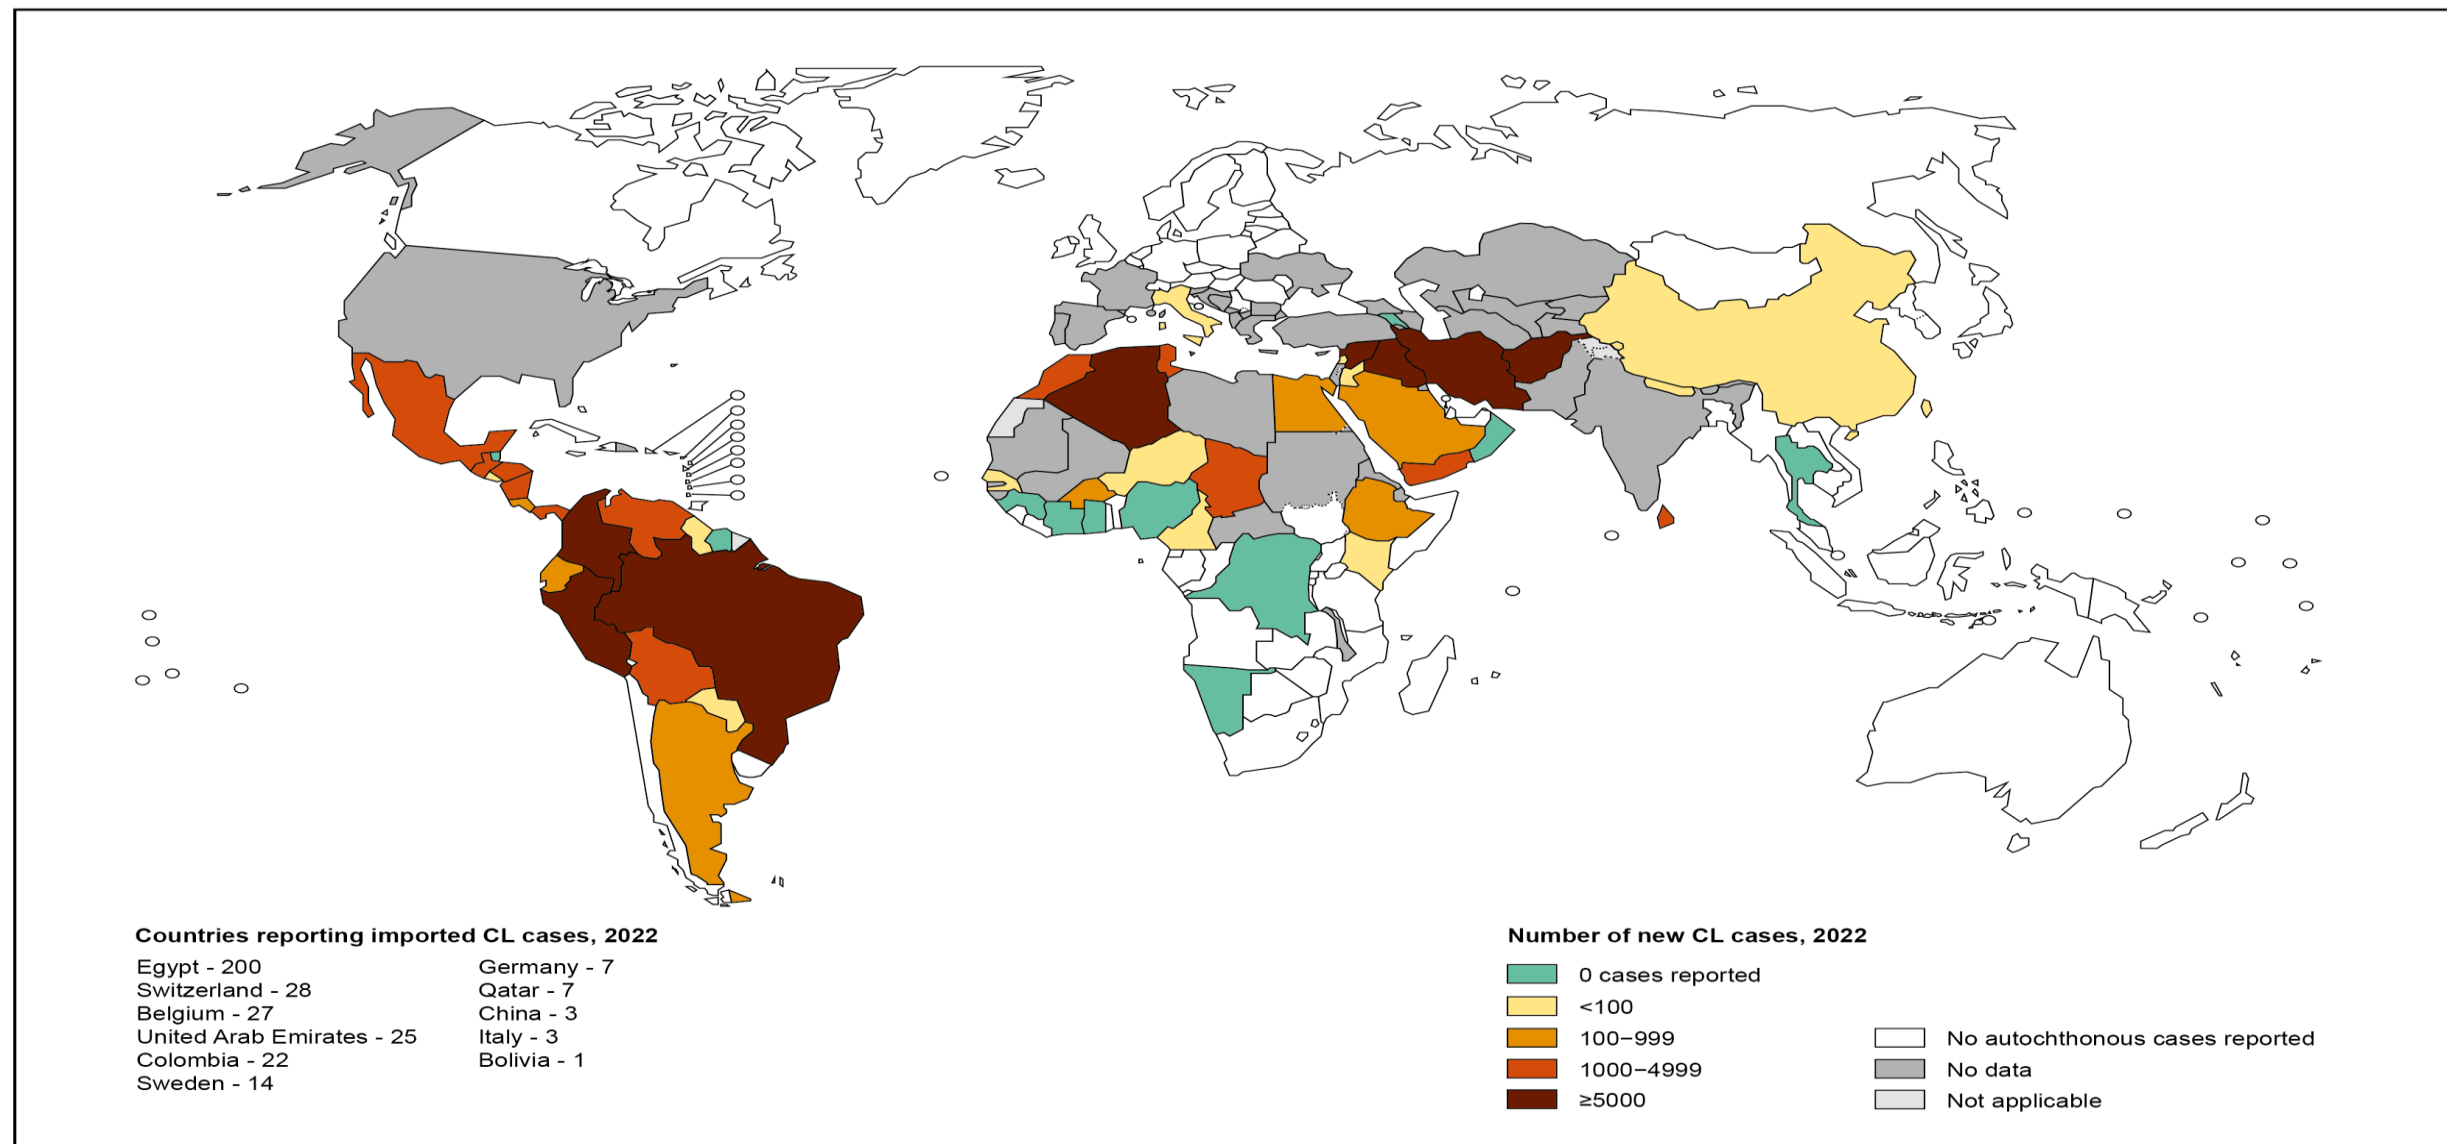 Countries reporting imported CL cases, 2022
Egypt - 200
Switzerland - 28
Belgium - 27
United Arab Emirates - 25
Colombia - 22
Sweden - 14
Germany - 7
Qatar - 7
China - 3
Italy - 3
Bolivia - 1
Number of new CL cases, 2022
0 cases reported
<100
100–999
1000–4999
≥5000
No autochthonous cases reported
No data
Not applicable